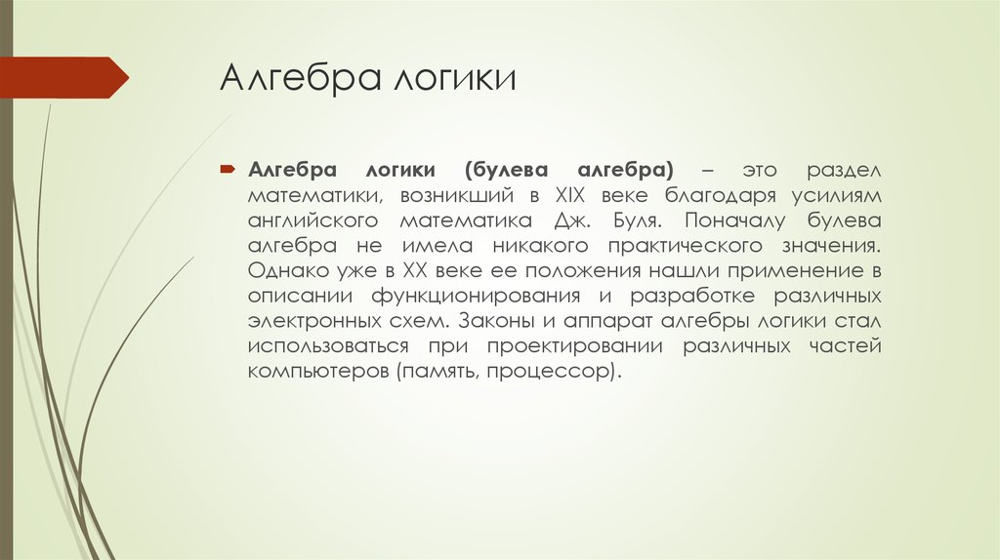 Алгебра логики
Алгебра логики (булева алгебра) – это раздел
математики, возникший в XIX веке благодаря усилиям
английского математика Дж. Буля. Поначалу булева
алгебра не имела никакого практического значения.
Однако уже в XX веке ее положения нашли применение в
описании функционирования и разработке различных
электронных схем. Законы и аппарат алгебры логики стал
использоваться при проектировании различных частей
компьютеров (память, процессор).